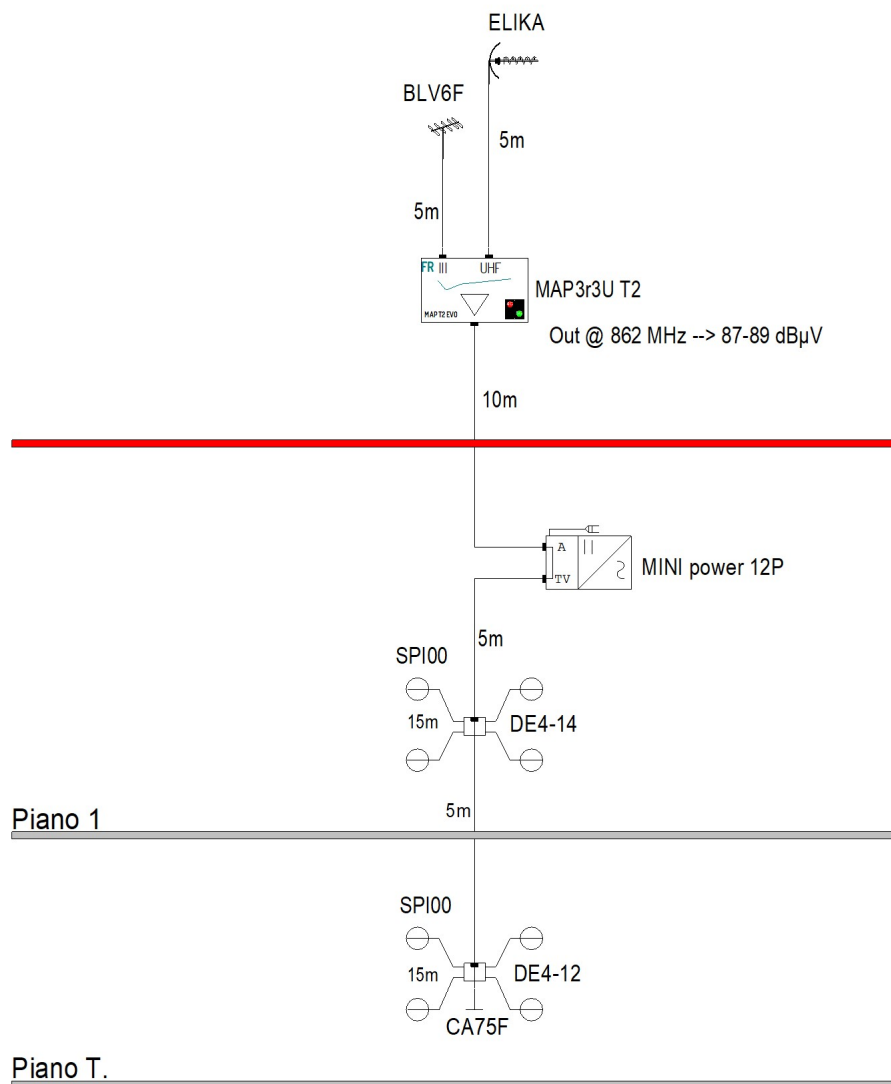 ELIKA
BLV6F
5m
5m
FR III UHF
MAP T2 EVO
MAP3r3U T2
Out @ 862 MHz --> 87-89 dBµV
10m
A
TV
MINI power 12P
5m
SPI00
15m
DE4-14
5m
Piano 1
SPI00
15m
DE4-12
CA75F
Piano T.